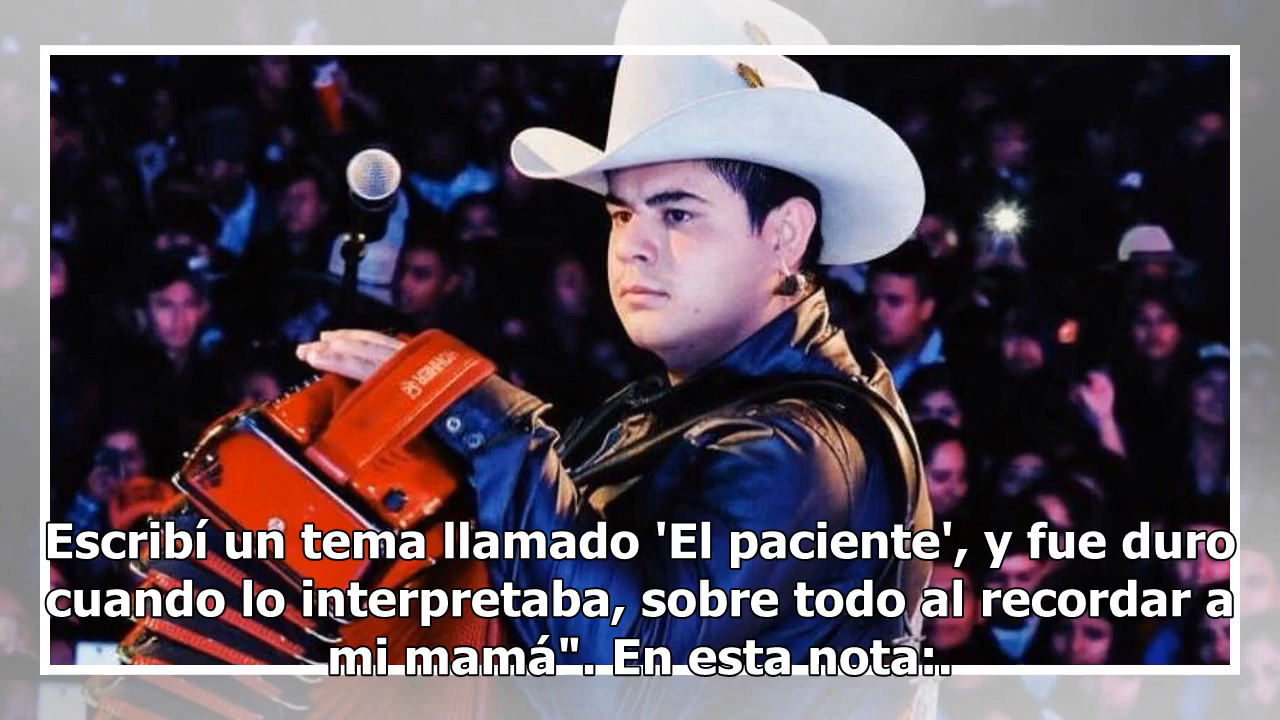 HOHNER
Escribí un tema llamado 'El paciente', y fue duro
cuando lo interpretaba, sobre todo al recordar a
mi mamá". En esta nota:.